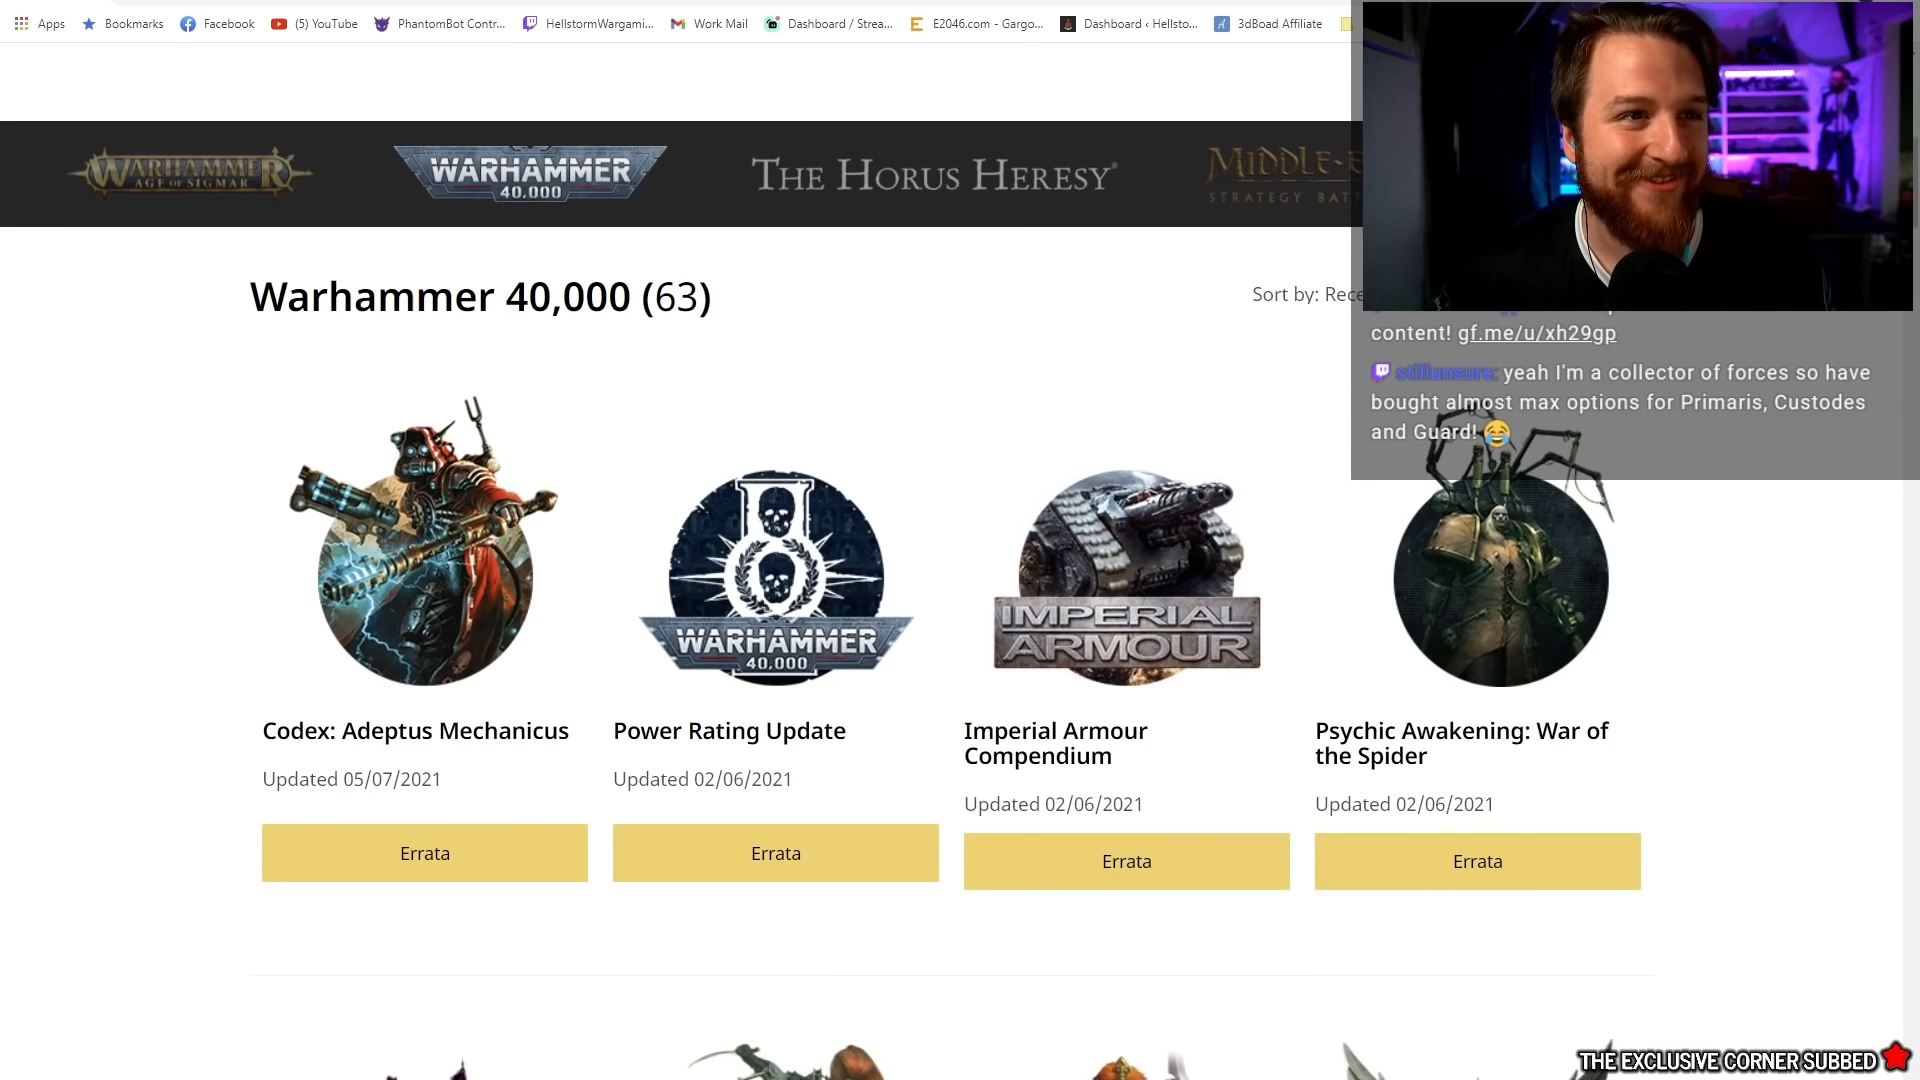 Apps Bookmarks Facebook (5) YouTube PhantomBot Contr... HellstormWargami... Work Mail Dashboard / Strea... E2046.com - Gargo... Dashboard ‹ Hellsto... 3dBoad Affiliate
WARHAMMER
AGE OF SIGMAR
WARHAMMER
40,000
THE HORUS HERESY®
MIDDLE-E
STRATEGY BATT
Warhammer 40,000 (63)
Sort by: Rece
content! gf.me/u/xh29gp
stillunsure: yeah I'm a collector of forces so have
bought almost max options for Primaris, Custodes
and Guard! 😂
WARHAMMER
40,000
IMPERIAL
ARMOUR
Codex: Adeptus Mechanicus
Updated 05/07/2021
Errata
Power Rating Update
Updated 02/06/2021
Errata
Imperial Armour
Compendium
Updated 02/06/2021
Errata
Psychic Awakening: War of
the Spider
Updated 02/06/2021
Errata
THE EXCLUSIVE CORNER SUBBED